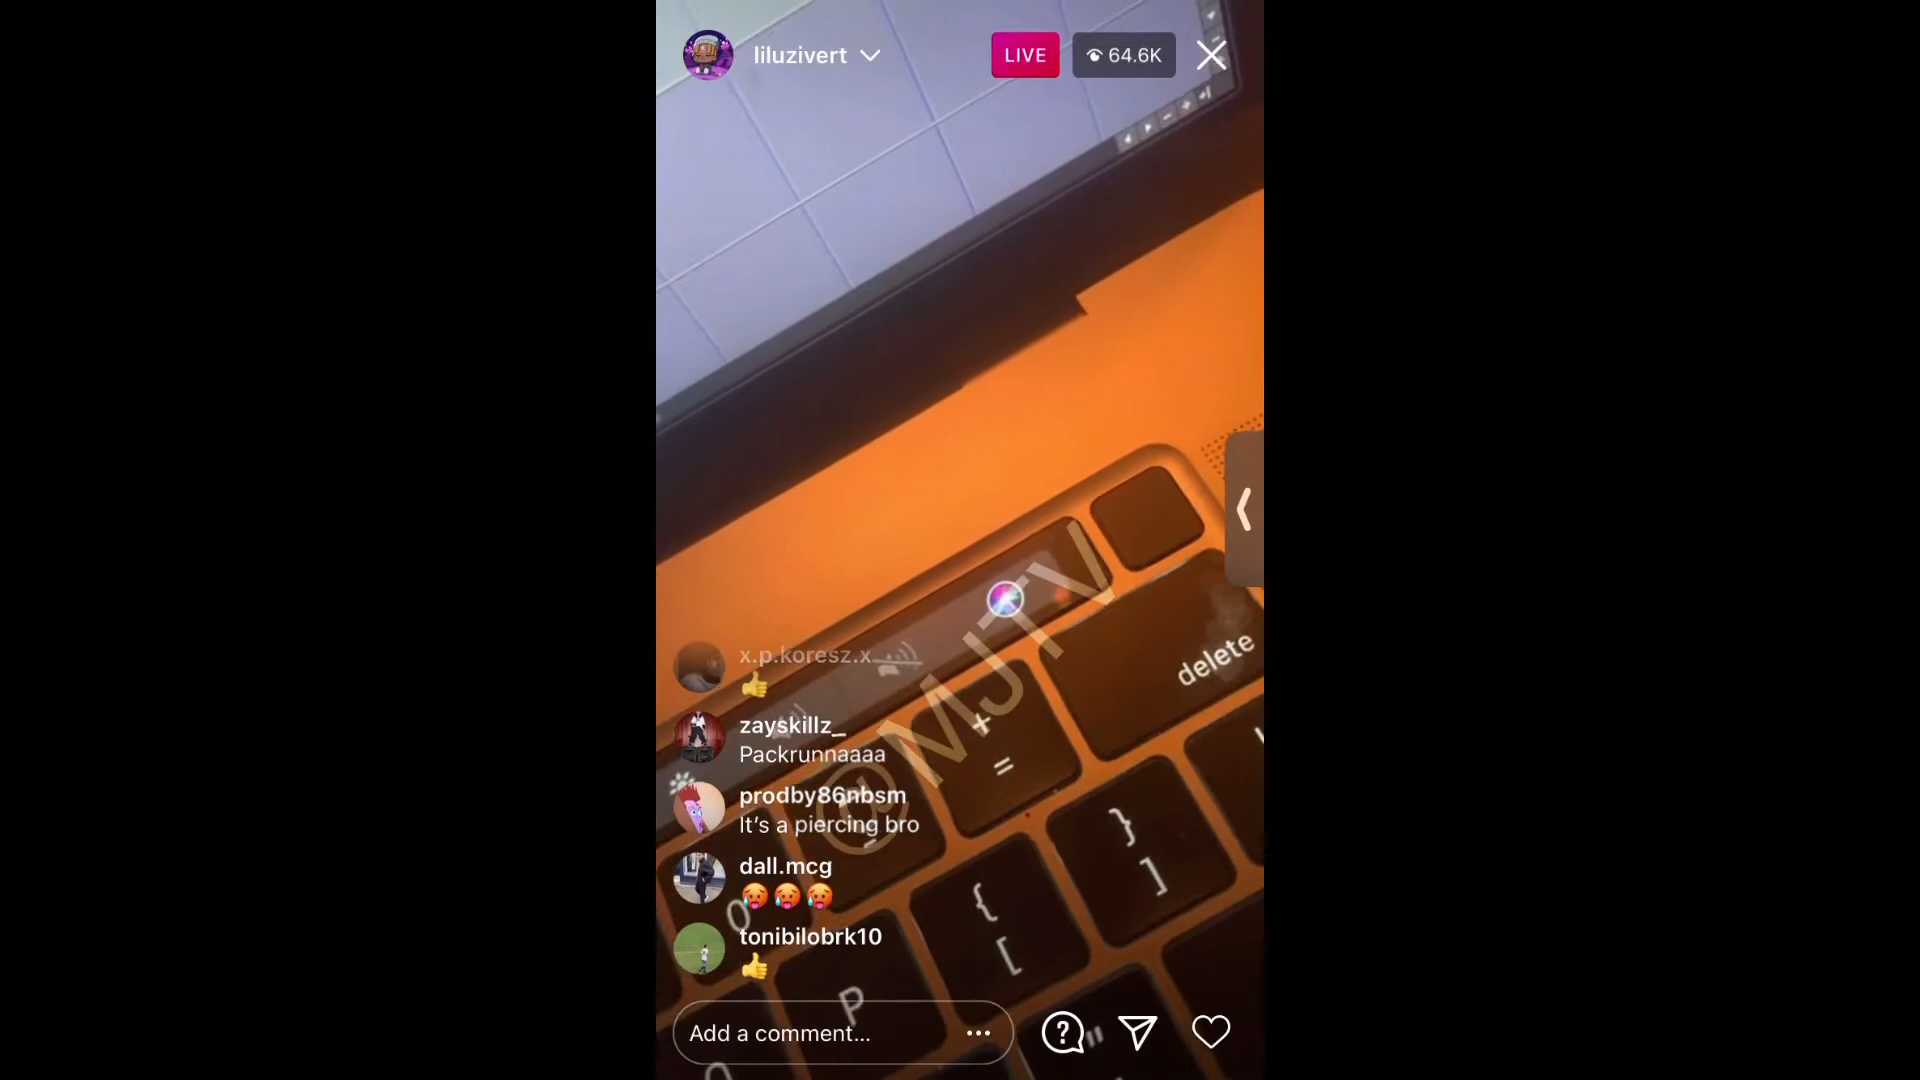 liluzivert
LIVE
64.6K
x.p.koresz.x
👍
zayskillz_
Packrunnaaaa
prodby86nbsm
It’s a piercing bro
dall.mcg
🥵🥵🥵
tonibilobrk10
👍
Add a comment...
@MJTV
delete
+
=
}
]
{
[
P
O
"